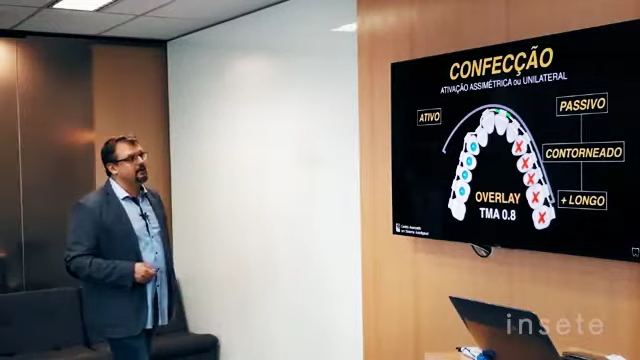 CONFECÇÃO
ATIVAÇÃO ASSIMÉTRICA ou UNILATERAL
ATIVO
PASSIVO
CONTORNEADO
+ LONGO
OVERLAY
TMA 0.8
insete